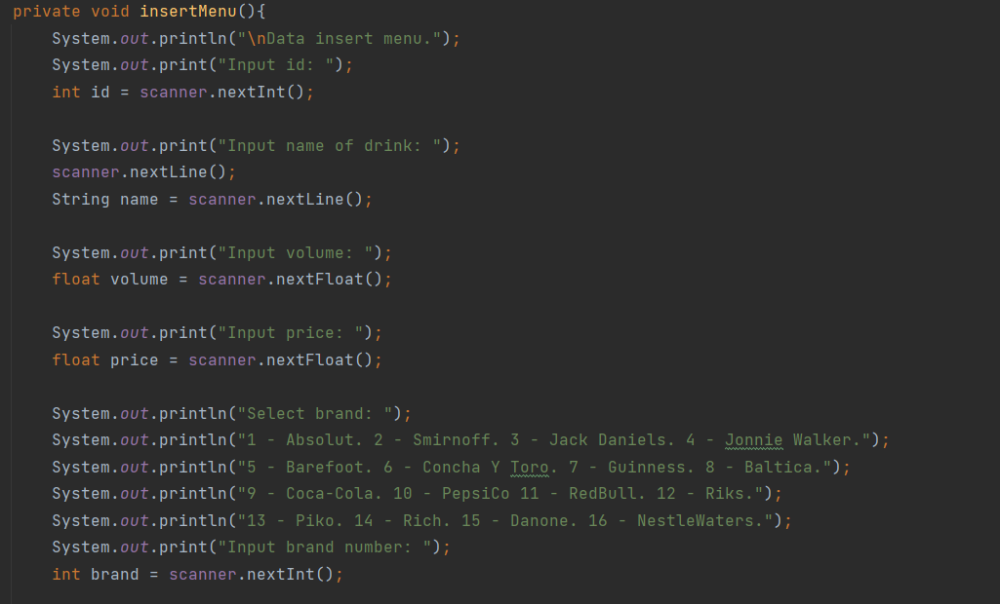 private void insertMenu(){
    System.out.println("\nData insert menu.");
    System.out.print("Input id: ");
    int id = scanner.nextInt();

    System.out.print("Input name of drink: ");
    scanner.nextLine();
    String name = scanner.nextLine();

    System.out.print("Input volume: ");
    float volume = scanner.nextFloat();

    System.out.print("Input price: ");
    float price = scanner.nextFloat();

    System.out.println("Select brand: ");
    System.out.println("1 - Absolut. 2 - Smirnoff. 3 - Jack Daniels. 4 - Jonnie Walker.");
    System.out.println("5 - Barefoot. 6 - Concha Y Toro. 7 - Guinness. 8 - Baltica.");
    System.out.println("9 - Coca-Cola. 10 - PepsiCo 11 - RedBull. 12 - Riks.");
    System.out.println("13 - Piko. 14 - Rich. 15 - Danone. 16 - NestleWaters.");
    System.out.print("Input brand number: ");
    int brand = scanner.nextInt();